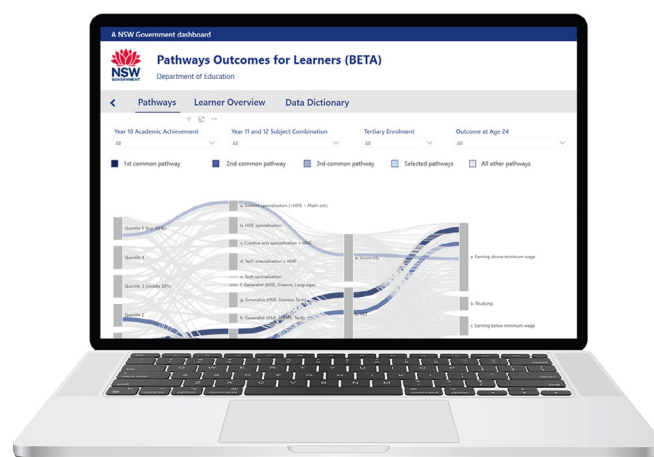 A NSW Government dashboard
NSW
GOVERNMENT
Pathways Outcomes for Learners (BETA)
Department of Education
Pathways Learner Overview Data Dictionary
Year 10 Academic Achievement
Year 11 and 12 Subject Combination
Tertiary Enrolment
Outcome at Age 24
All
All
All
All
1st common pathway
2nd common pathway
3rd common pathway
Selected pathways
All other pathways
Quintile 5 (top 20%)
Quintile 4
Quintile 3 (middle 20%)
Quintile 2
a. Science specialisation (+HSIE + Math ext)
b. HSIE specialisation
c. Creative arts specialisation + HSIE
d. Tech specialisation + HSIE
e. Tech specialisation
f. Generalist (HSIE, Science, Language)
g. Generalist (HSIE, Science, Tech)
h. Generalist (HSIE,
a. University
a. Earning above minimum wage
b. Studying
c. Earning below minimum wage